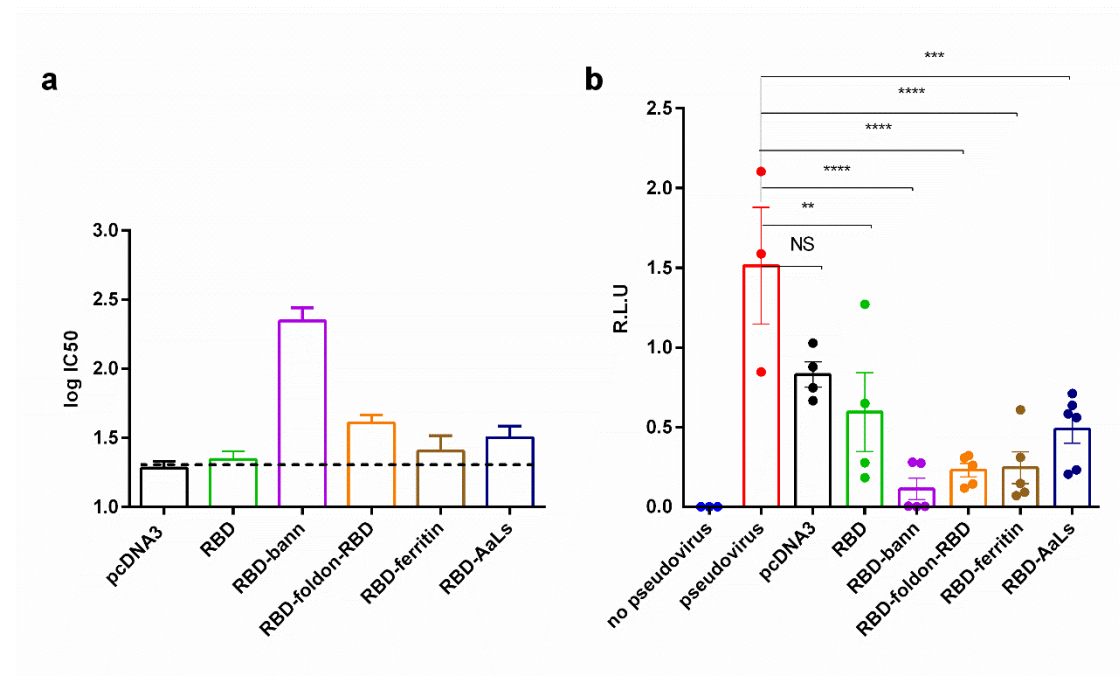 a
log IC50
3.0
2.5
2.0
1.5
1.0
pcDNA3
RBD
RBD-bann
RBD-foldon-RBD
RBD-ferritin
RBD-AaLs
b
R.L.U
2.5
2.0
1.5
1.0
0.5
0.0
***
****
****
****
**
NS
no pseudovirus
pseudovirus
pcDNA3
RBD
RBD-bann
RBD-foldon-RBD
RBD-ferritin
RBD-AaLs